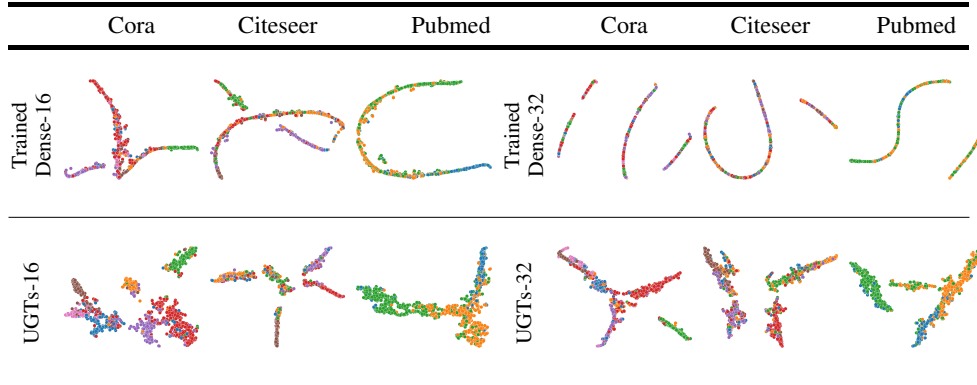 Cora Citeseer Pubmed Cora Citeseer Pubmed
Trained
Dense-16
Trained
Dense-32
UGTs-16
UGTs-32